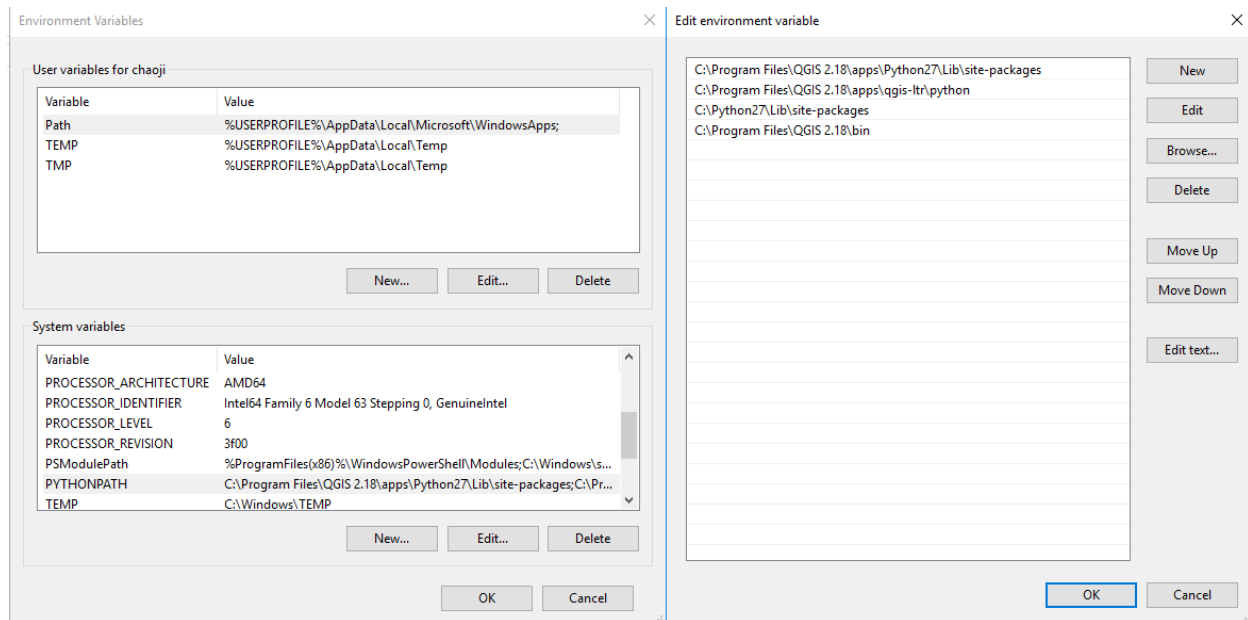 Environment Variables
User variables for chaoji
Variable Value
Path %USERPROFILE%\AppData\Local\Microsoft\WindowsApps;
TEMP %USERPROFILE%\AppData\Local\Temp
TMP %USERPROFILE%\AppData\Local\Temp
New... Edit... Delete
System variables
Variable Value
PROCESSOR_ARCHITECTURE AMD64
PROCESSOR_IDENTIFIER Intel64 Family 6 Model 63 Stepping 0, GenuineIntel
PROCESSOR_LEVEL 6
PROCESSOR_REVISION 3f00
PSModulePath %ProgramFiles(x86)%\WindowsPowerShell\Modules;C:\Windows\s...
PYTHONPATH C:\Program Files\QGIS 2.18\apps\Python27\Lib\site-packages;C:\Pr...
TEMP C:\Windows\TEMP
New... Edit... Delete
OK Cancel
Edit environment variable
C:\Program Files\QGIS 2.18\apps\Python27\Lib\site-packages
C:\Program Files\QGIS 2.18\apps\qgis-ltr\python
C:\Python27\Lib\site-packages
C:\Program Files\QGIS 2.18\bin
New
Edit
Browse...
Delete
Move Up
Move Down
Edit text...
OK Cancel